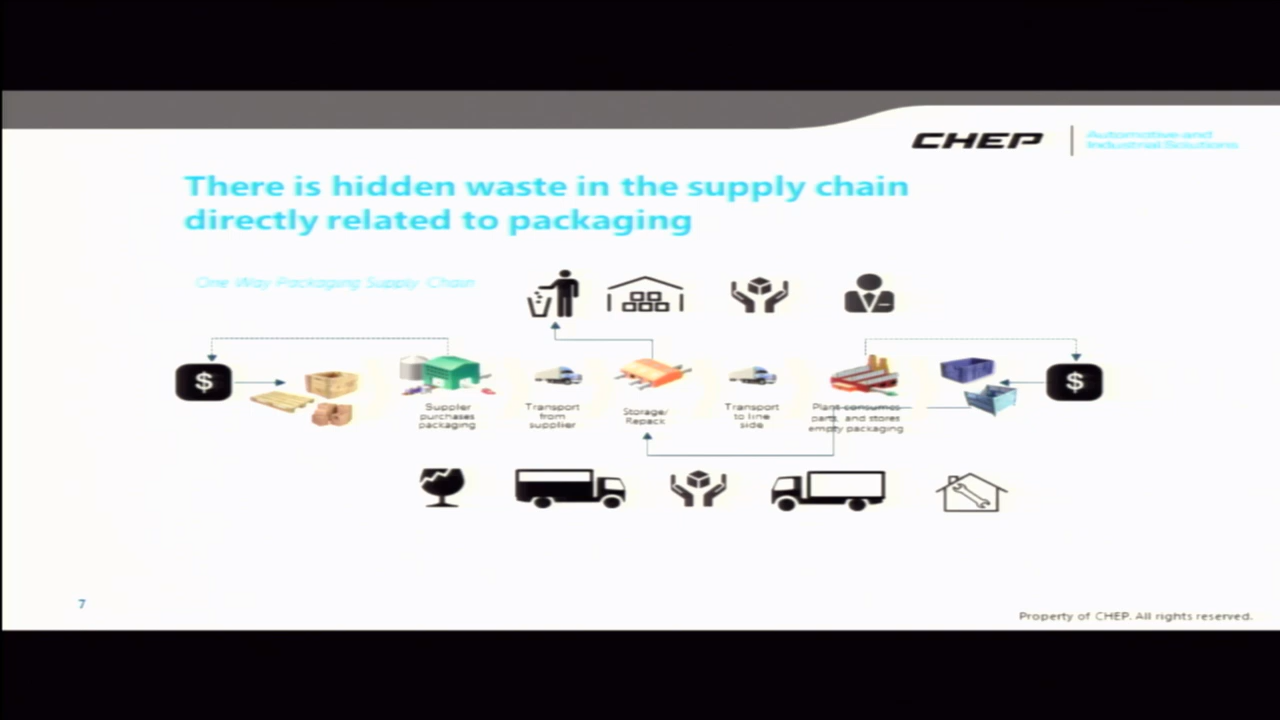 CHEP
Automotive and
Industrial Solutions
There is hidden waste in the supply chain
directly related to packaging
One Way Packaging Supply Chain
$
$
Supplier
purchases
packaging
Transport
from
supplier
Storage/
Repack
Transport
to line
side
Plant consumes
parts, and stores
empty packaging
7
Property of CHEP. All rights reserved.